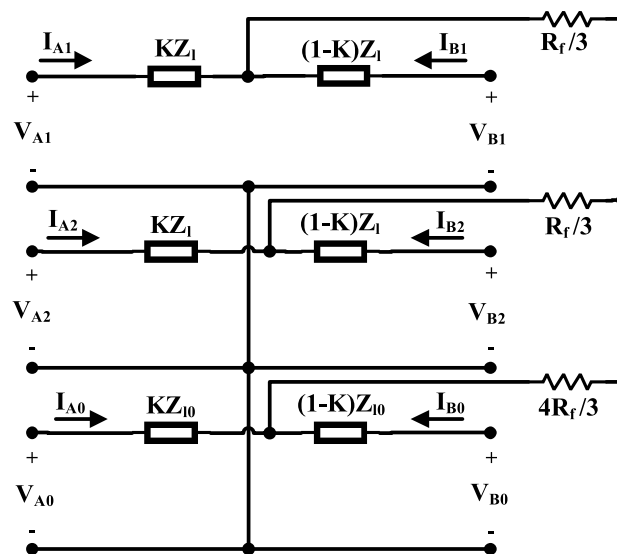 I_A1 KZ_l (1-K)Z_l I_B1 R_f/3
+ +
V_A1 V_B1
- -
I_A2 KZ_l (1-K)Z_l I_B2 R_f/3
+ +
V_A2 V_B2
- -
I_A0 KZ_l0 (1-K)Z_l0 I_B0 4R_f/3
+ +
V_A0 V_B0
- -